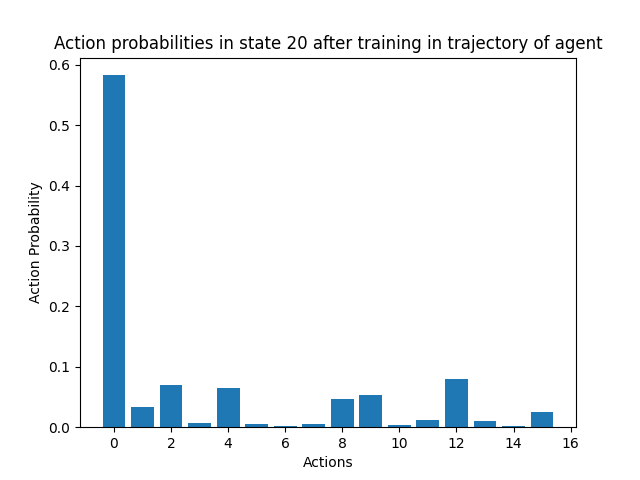 Action probabilities in state 20 after training in trajectory of agent
0.6
0.5
0.4
0.3
0.2
0.1
0.0
Action Probability
0 2 4 6 8 10 12 14 16
Actions